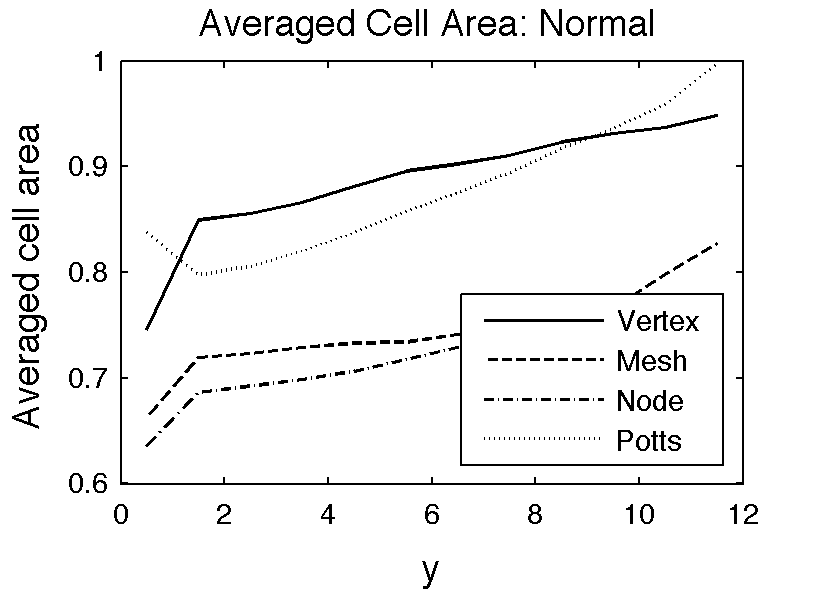 Averaged Cell Area: Normal
Averaged cell area
1
0.9
0.8
0.7
0.6
0 2 4 6 8 10 12
y
Vertex
Mesh
Node
Potts